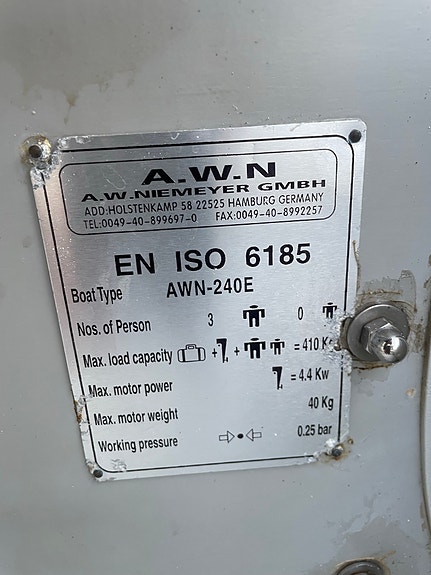 A.W.N
A.W.NIEMEYER GMBH
ADD:HOLSTENKAMP 58 22525 HAMBURG GERMANY
TEL:0049-40-899697-0 FAX:0049-40-8992257
EN ISO 6185
Boat Type AWN-240E
Nos. of Person 3 0
Max. load capacity + + = 410 Kg
Max. motor power = 4.4 Kw
Max. motor weight 40 Kg
Working pressure 0.25 bar